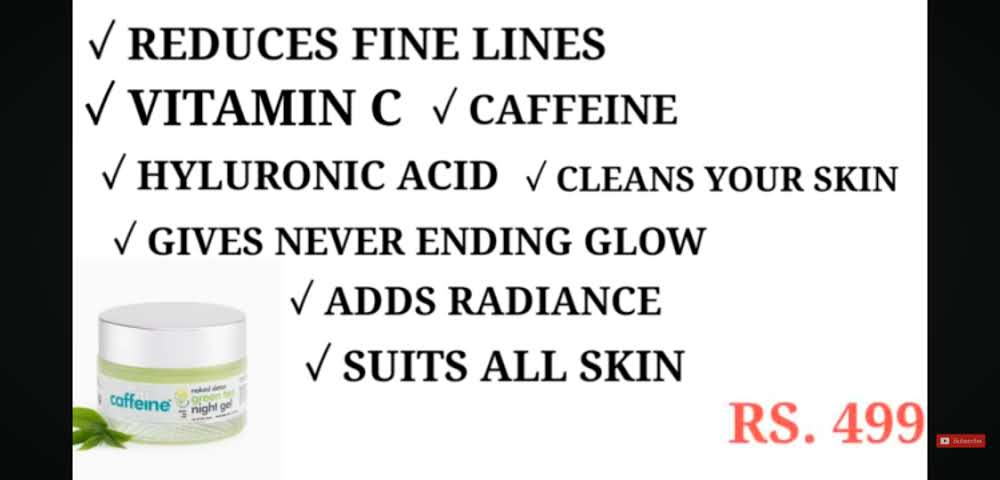 √ REDUCES FINE LINES
√ VITAMIN C √ CAFFEINE
√ HYLURONIC ACID √ CLEANS YOUR SKIN
√ GIVES NEVER ENDING GLOW
√ ADDS RADIANCE
√ SUITS ALL SKIN
caffeine
naked detox
green tea
night gel
RS. 499
Subscribe